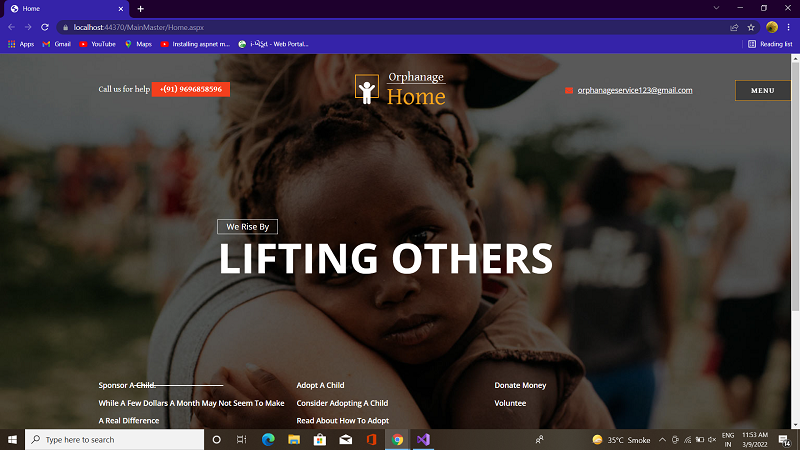 Home
localhost:44370/MainMaster/Home.aspx
Apps
Gmail
YouTube
Maps
Installing aspnet m...
i-ખેડૂત - Web Portal...
Reading list
Call us for help
+(91) 9696858596
Orphanage
Home
orphanageservice123@gmail.com
MENU
We Rise By
LIFTING OTHERS
Sponsor A Child.
While A Few Dollars A Month May Not Seem To Make
A Real Difference
Adopt A Child
Consider Adopting A Child
Read About How To Adopt
Donate Money
Voluntee
Type here to search
35°C Smoke
ENG
IN
11:53 AM
3/9/2022
14